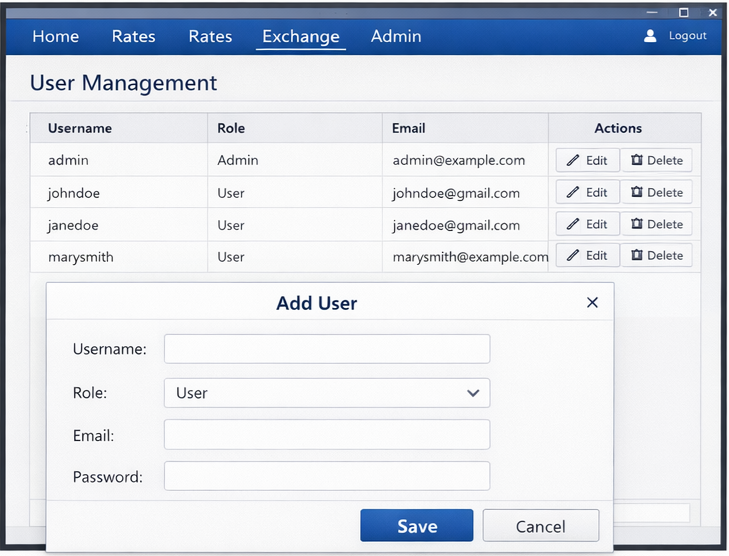 Home Rates Rates Exchange Admin Logout
User Management
Username Role Email Actions
admin Admin admin@example.com Edit Delete
johndoe User johndoe@gmail.com Edit Delete
janedoe User janedoe@gmail.com Edit Delete
marysmith User marysmith@example.com Edit Delete
Add User
Username:
Role: User
Email:
Password:
Save Cancel